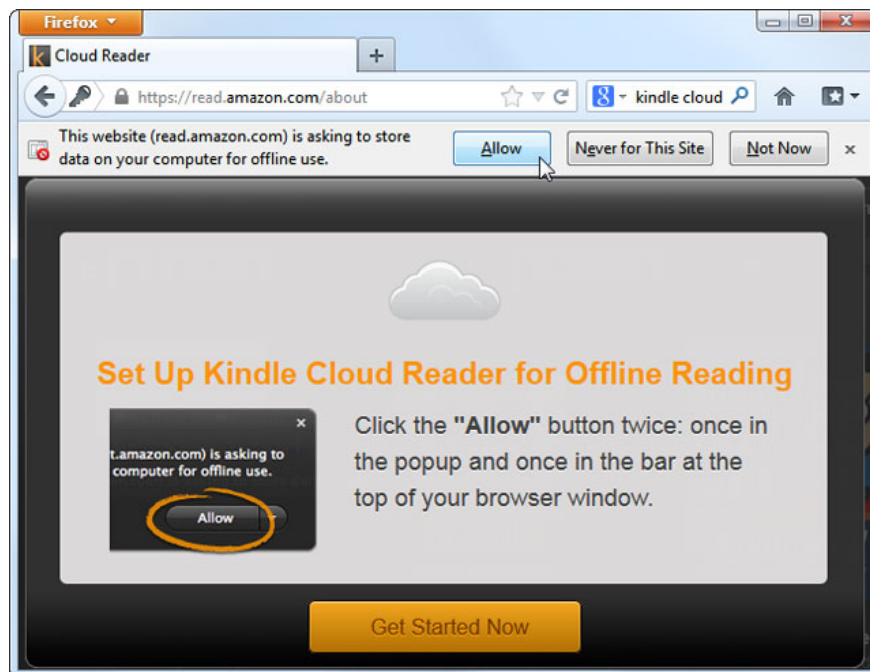 Firefox
Cloud Reader
https://read.amazon.com/about
kindle cloud
This website (read.amazon.com) is asking to store
data on your computer for offline use.
Allow
Never for This Site
Not Now
Set Up Kindle Cloud Reader for Offline Reading
t.amazon.com) is asking to
computer for offline use.
Allow
Click the "Allow" button twice: once in
the popup and once in the bar at the
top of your browser window.
Get Started Now